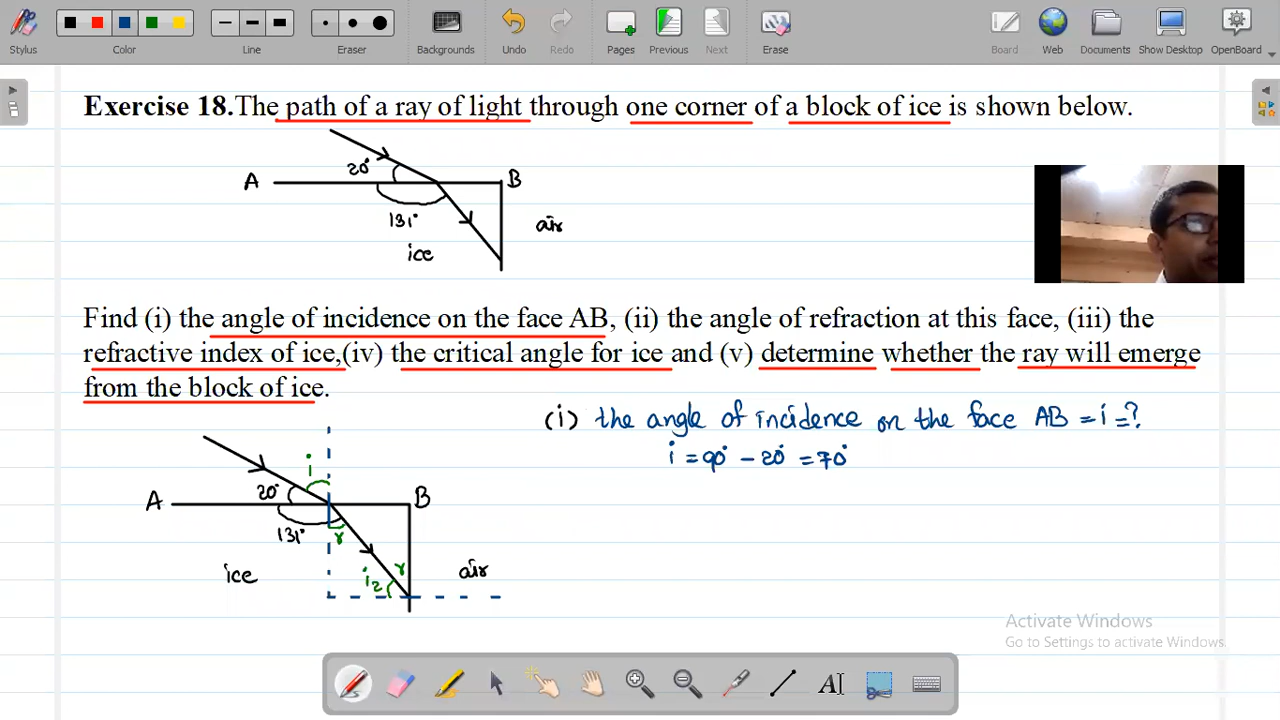 Stylus
Color
Line
Eraser
Backgrounds
Undo
Redo
Pages
Previous
Next
Erase
Board
Web
Documents
Show Desktop
OpenBoard
Exercise 18.The path of a ray of light through one corner of a block of ice is shown below.
20°
A
B
131°
air
ice
Find (i) the angle of incidence on the face AB, (ii) the angle of refraction at this face, (iii) the
refractive index of ice,(iv) the critical angle for ice and (v) determine whether the ray will emerge
from the block of ice.
(i) the angle of incidence on the face AB = i = ?
i = 90° - 20° = 70°
i
20°
A
B
131°
r
ice
i2
r
air
Activate Windows
Go to Settings to activate Windows.
AI